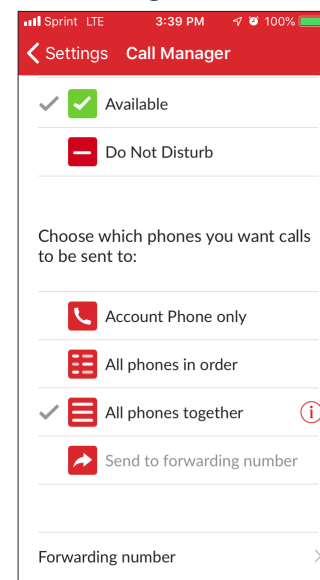 Sprint LTE 3:39 PM 100%
Settings Call Manager
Available
Do Not Disturb
Choose which phones you want calls
to be sent to:
Account Phone only
All phones in order
All phones together i
Send to forwarding number
Forwarding number